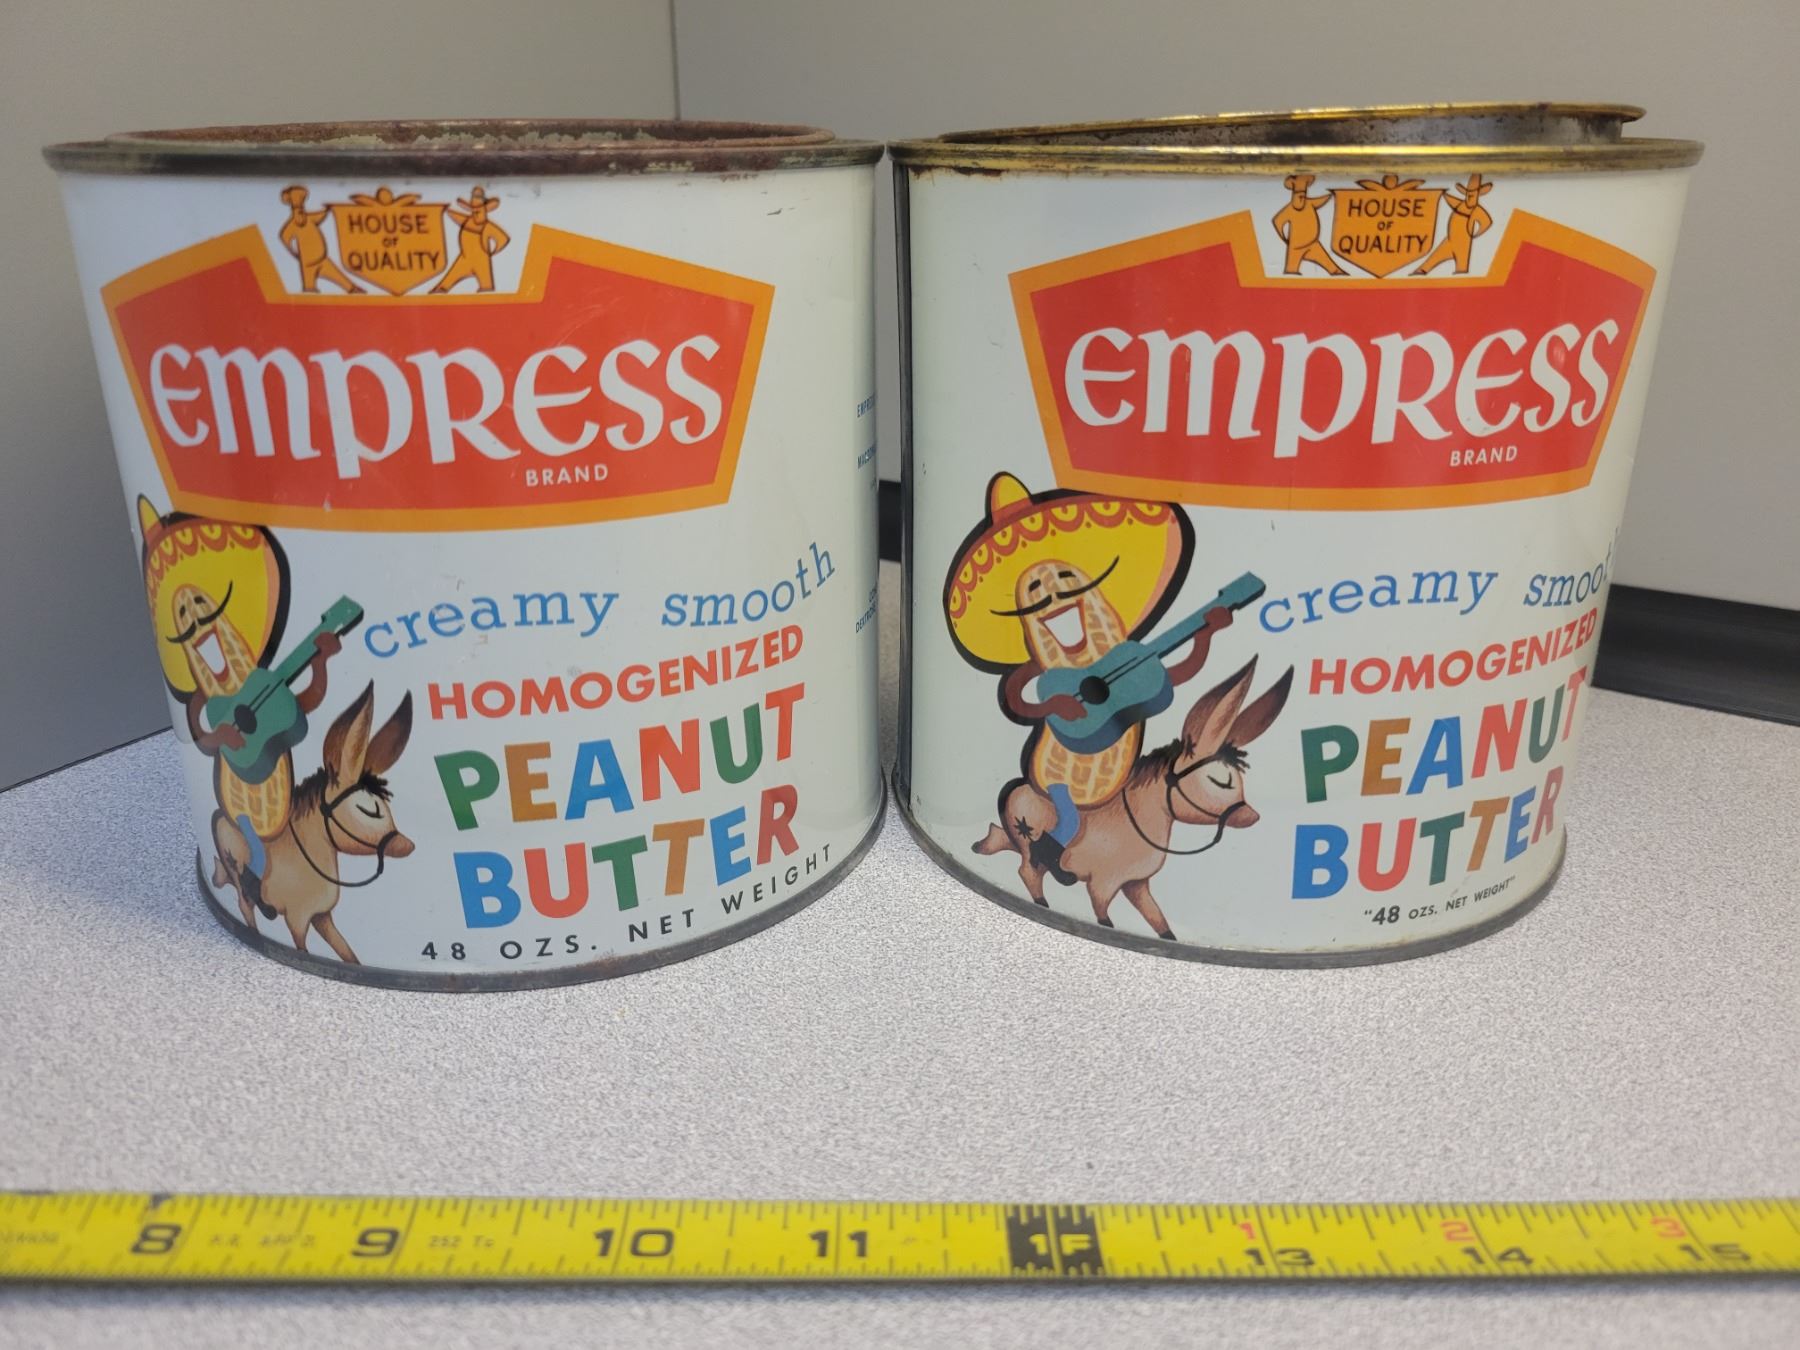 HOUSE
OF
QUALITY
EMPRESS
BRAND
creamy smooth
HOMOGENIZED
PEANUT
BUTTER
48 OZS. NET WEIGHT
HOUSE
OF
QUALITY
EMPRESS
BRAND
creamy smoot
HOMOGENIZED
PEANUT
BUTTER
"48 OZS. NET WEIGHT"
1 2 3
8 9 10 11 1F 13 14 15